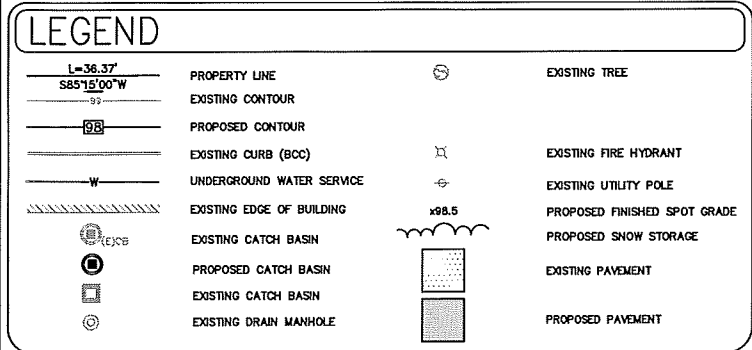 LEGEND
L=36.37'
S85°15'00"W
PROPERTY LINE
99
EXISTING CONTOUR
98
PROPOSED CONTOUR
EXISTING CURB (BCC)
W
UNDERGROUND WATER SERVICE
EXISTING EDGE OF BUILDING
(E)CB
EXISTING CATCH BASIN
PROPOSED CATCH BASIN
EXISTING CATCH BASIN
EXISTING DRAIN MANHOLE
EXISTING TREE
EXISTING FIRE HYDRANT
EXISTING UTILITY POLE
x98.5
PROPOSED FINISHED SPOT GRADE
PROPOSED SNOW STORAGE
EXISTING PAVEMENT
PROPOSED PAVEMENT